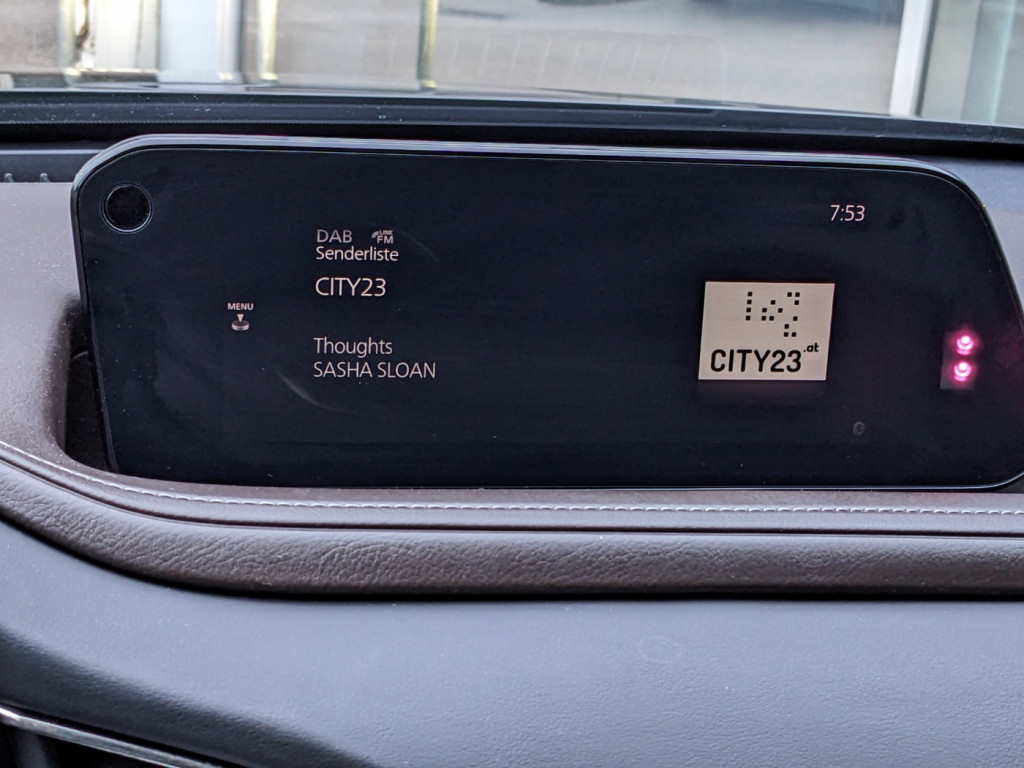 7:53
DAB LINK FM
Senderliste
CITY23
MENU
Thoughts
SASHA SLOAN
CITY23.at